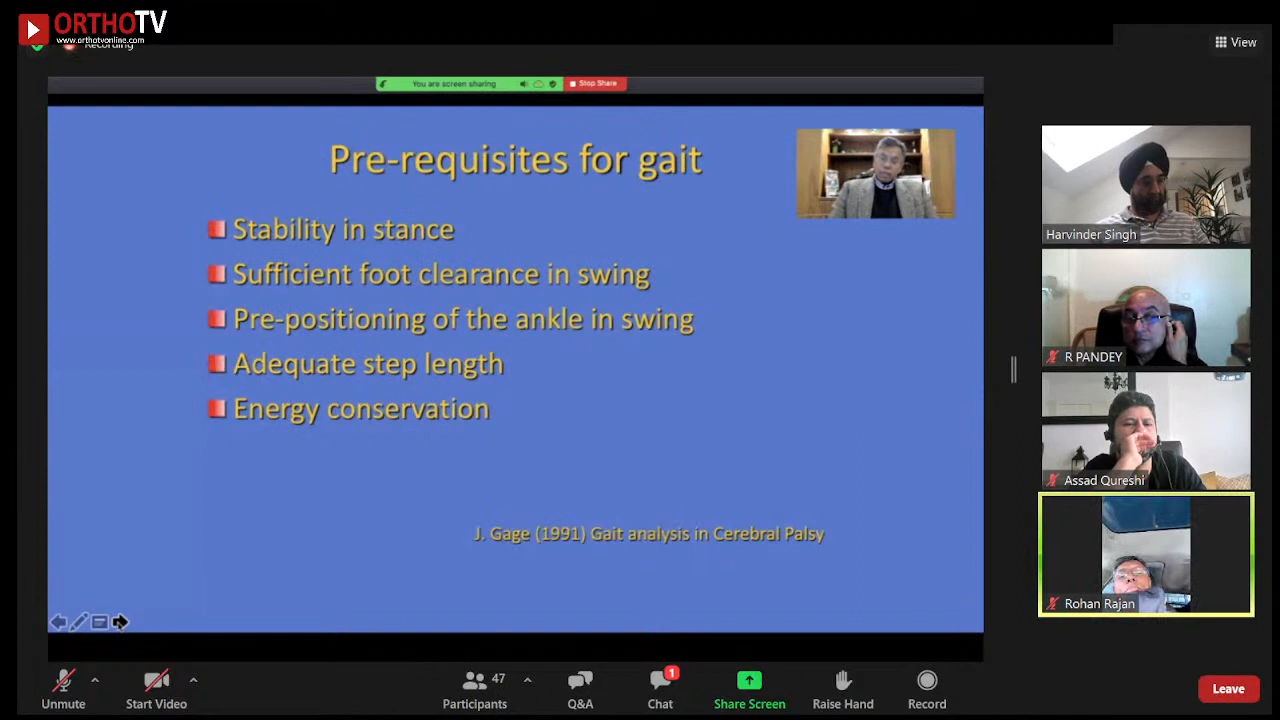 ORTHOTV
www.orthotvonline.com
Recording
View
You are screen sharing
Stop Share
Pre-requisites for gait
Stability in stance
Sufficient foot clearance in swing
Pre-positioning of the ankle in swing
Adequate step length
Energy conservation
J. Gage (1991) Gait analysis in Cerebral Palsy
Harvinder Singh
R PANDEY
Assad Qureshi
Rohan Rajan
Unmute
Start Video
47
Participants
Q&A
1
Chat
Share Screen
Raise Hand
Record
Leave